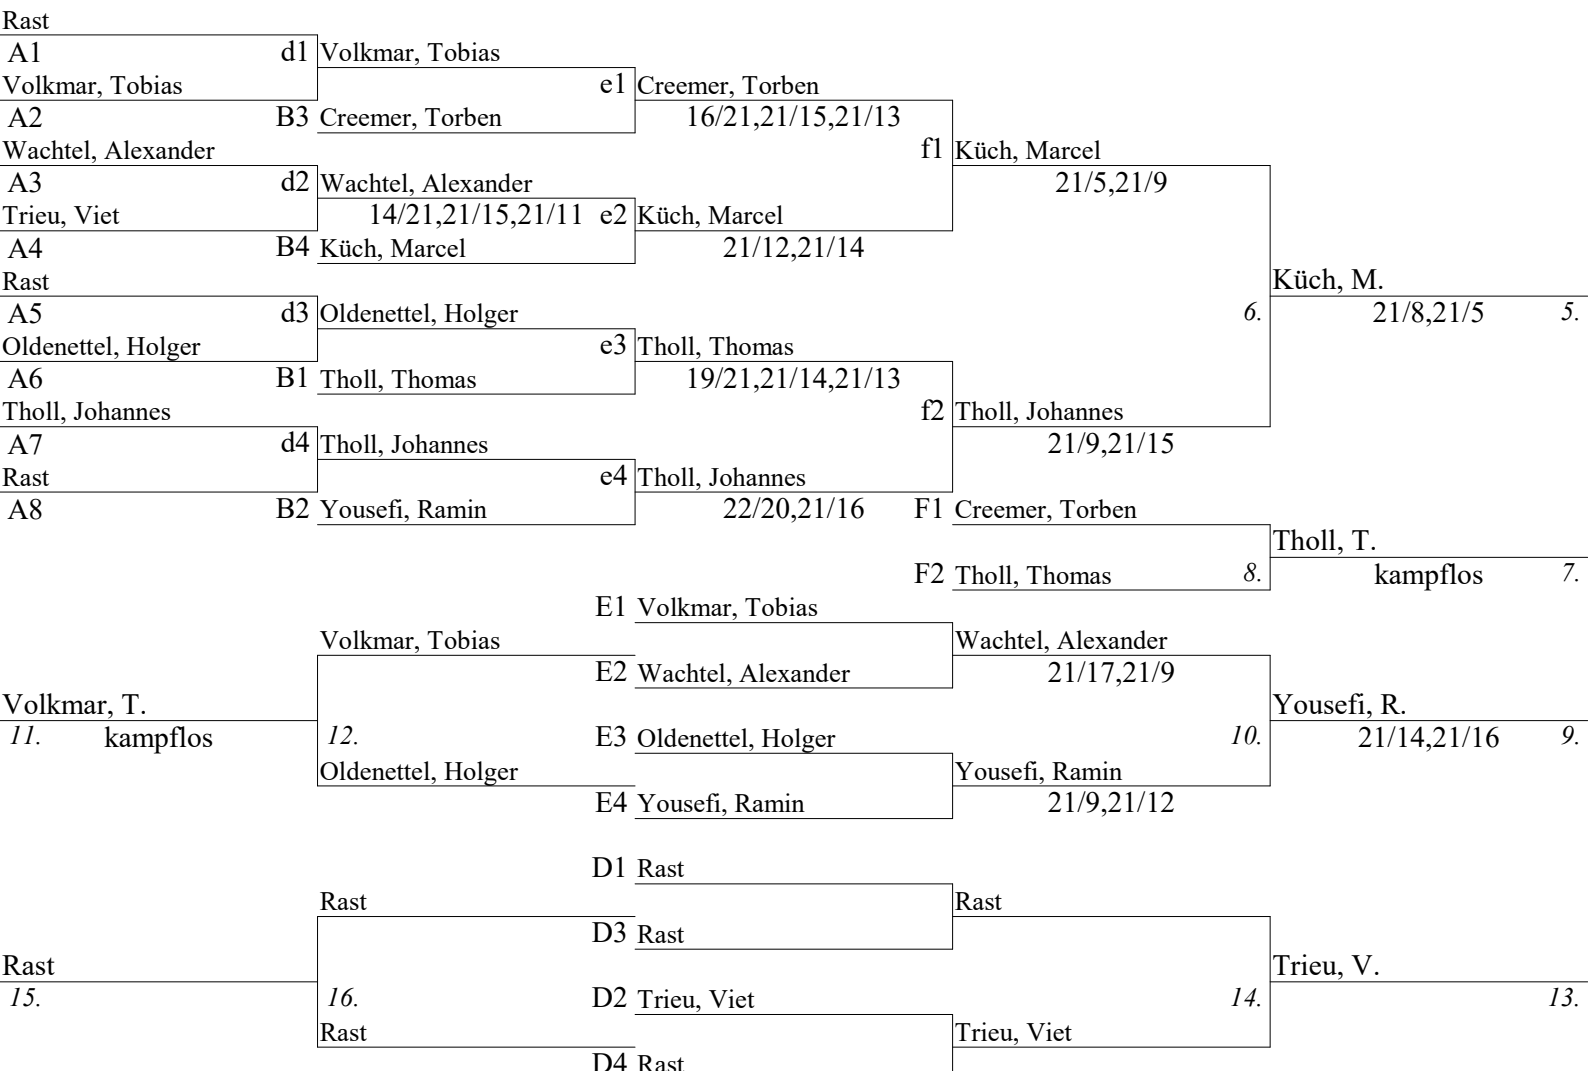 Rast
A1 d1 Volkmar, Tobias
Volkmar, Tobias e1 Creemer, Torben
A2 B3 Creemer, Torben 16/21,21/15,21/13
Wachtel, Alexander f1 Küch, Marcel
A3 d2 Wachtel, Alexander 21/5,21/9
Trieu, Viet 14/21,21/15,21/11 e2 Küch, Marcel
A4 B4 Küch, Marcel 21/12,21/14
Rast Küch, M.
A5 d3 Oldenettel, Holger 6. 21/8,21/5 5.
Oldenettel, Holger e3 Tholl, Thomas
A6 B1 Tholl, Thomas 19/21,21/14,21/13
Tholl, Johannes f2 Tholl, Johannes
A7 d4 Tholl, Johannes 21/9,21/15
Rast e4 Tholl, Johannes
A8 B2 Yousefi, Ramin 22/20,21/16 F1 Creemer, Torben
Tholl, T.
F2 Tholl, Thomas 8. kampflos 7.
E1 Volkmar, Tobias
Volkmar, Tobias Wachtel, Alexander
E2 Wachtel, Alexander 21/17,21/9
Volkmar, T. Yousefi, R.
11. kampflos 12. E3 Oldenettel, Holger 10. 21/14,21/16 9.
Oldenettel, Holger Yousefi, Ramin
E4 Yousefi, Ramin 21/9,21/12
D1 Rast
Rast Rast
D3 Rast
Rast Trieu, V.
15. 16. D2 Trieu, Viet 14. 13.
Rast Trieu, Viet
D4 Rast